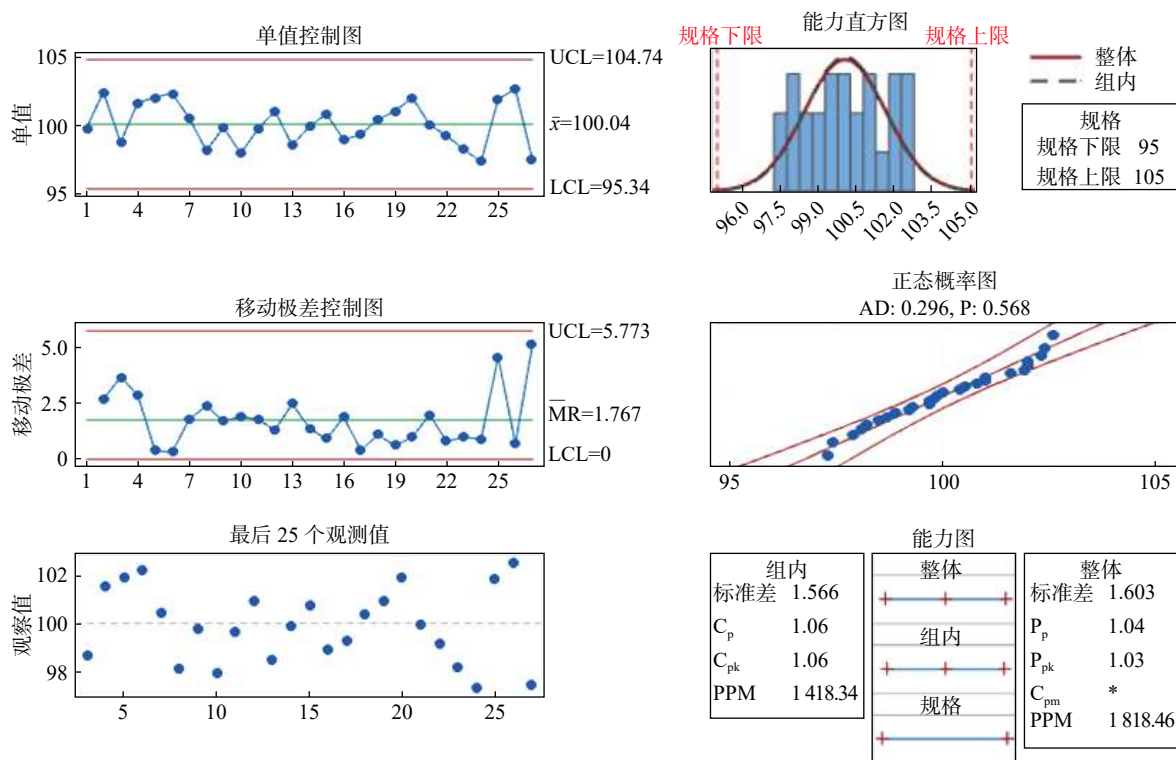 单值控制图
单值
105
100
95
UCL=104.74
x̄=100.04
LCL=95.34
1 4 7 10 13 16 19 22 25
能力直方图
规格下限 规格上限
整体
组内
规格
规格下限 95
规格上限 105
96.0 97.5 99.0 100.5 102.0 103.5 105.0
移动极差控制图
移动极差
5.0
2.5
0
UCL=5.773
M̅R̅=1.767
LCL=0
1 4 7 10 13 16 19 22 25
正态概率图
AD: 0.296, P: 0.568
95 100 105
最后 25 个观测值
观察值
102
100
98
5 10 15 20 25
能力图
组内
标准差 1.566
Cp 1.06
Cpk 1.06
PPM 1 418.34
整体
组内
规格
整体
标准差 1.603
Pp 1.04
Ppk 1.03
Cpm *
PPM 1 818.46